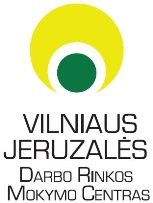 VILNIAUS
JERUZALĖS
DARBO RINKOS
MOKYMO CENTRAS